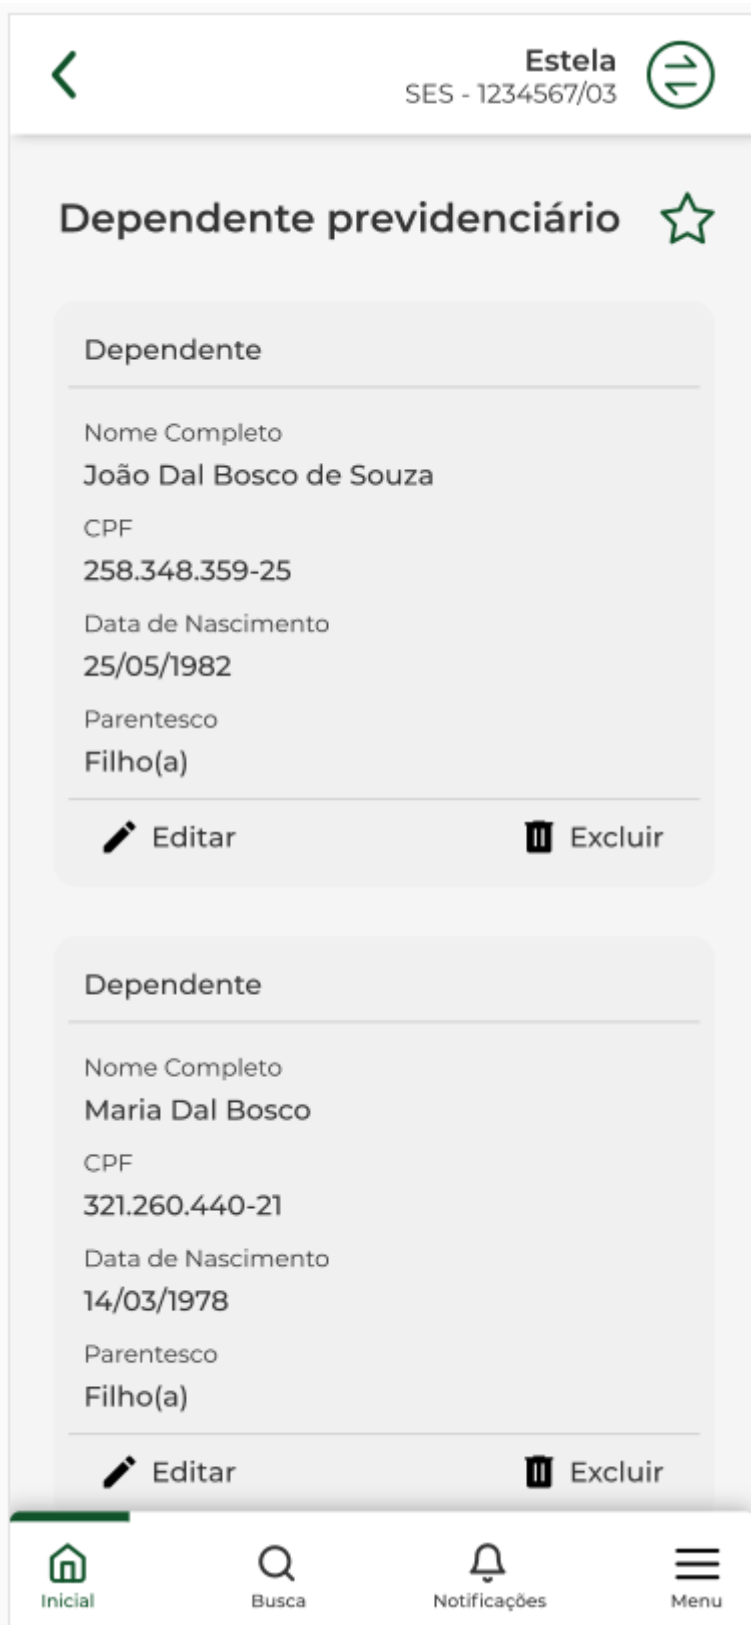 Estela
SES - 1234567/03
Dependente previdenciário
Dependente
Nome Completo
João Dal Bosco de Souza
CPF
258.348.359-25
Data de Nascimento
25/05/1982
Parentesco
Filho(a)
Editar Excluir
Dependente
Nome Completo
Maria Dal Bosco
CPF
321.260.440-21
Data de Nascimento
14/03/1978
Parentesco
Filho(a)
Editar Excluir
Inicial Busca Notificações Menu